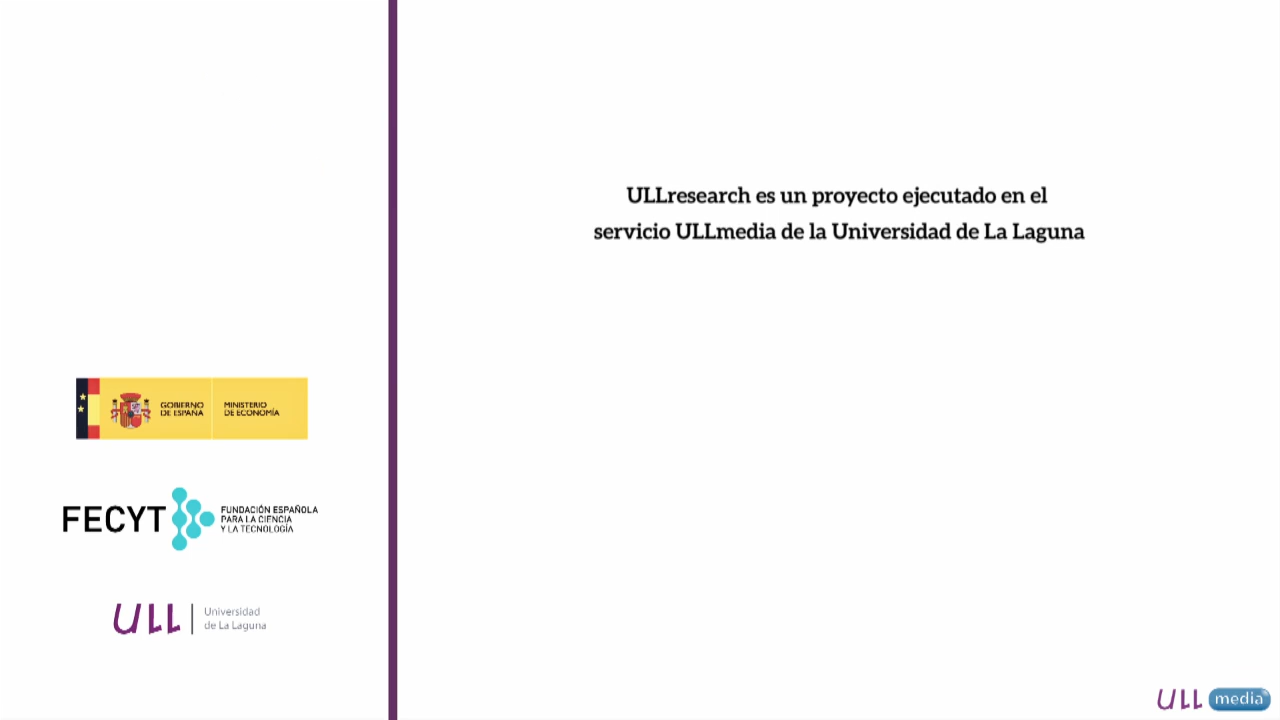 ULLresearch es un proyecto ejecutado en el
servicio ULLmedia de la Universidad de La Laguna
GOBIERNO
DE ESPAÑA
MINISTERIO
DE ECONOMÍA
FECYT
FUNDACIÓN ESPAÑOLA
PARA LA CIENCIA
Y LA TECNOLOGÍA
ULL
Universidad
de La Laguna
ULL media